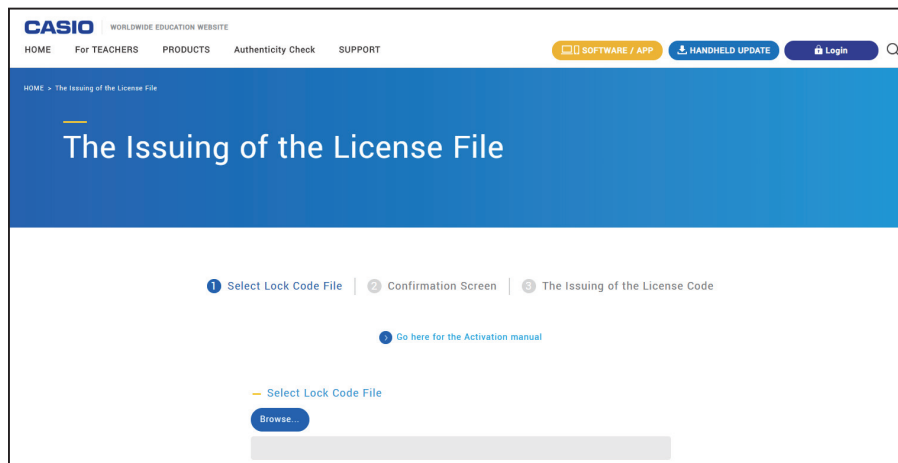 CASIO WORLDWIDE EDUCATION WEBSITE
HOME For TEACHERS PRODUCTS Authenticity Check SUPPORT SOFTWARE / APP HANDHELD UPDATE Login
HOME > The Issuing of the License File
The Issuing of the License File
1 Select Lock Code File 2 Confirmation Screen 3 The Issuing of the License Code
Go here for the Activation manual
Select Lock Code File
Browse...